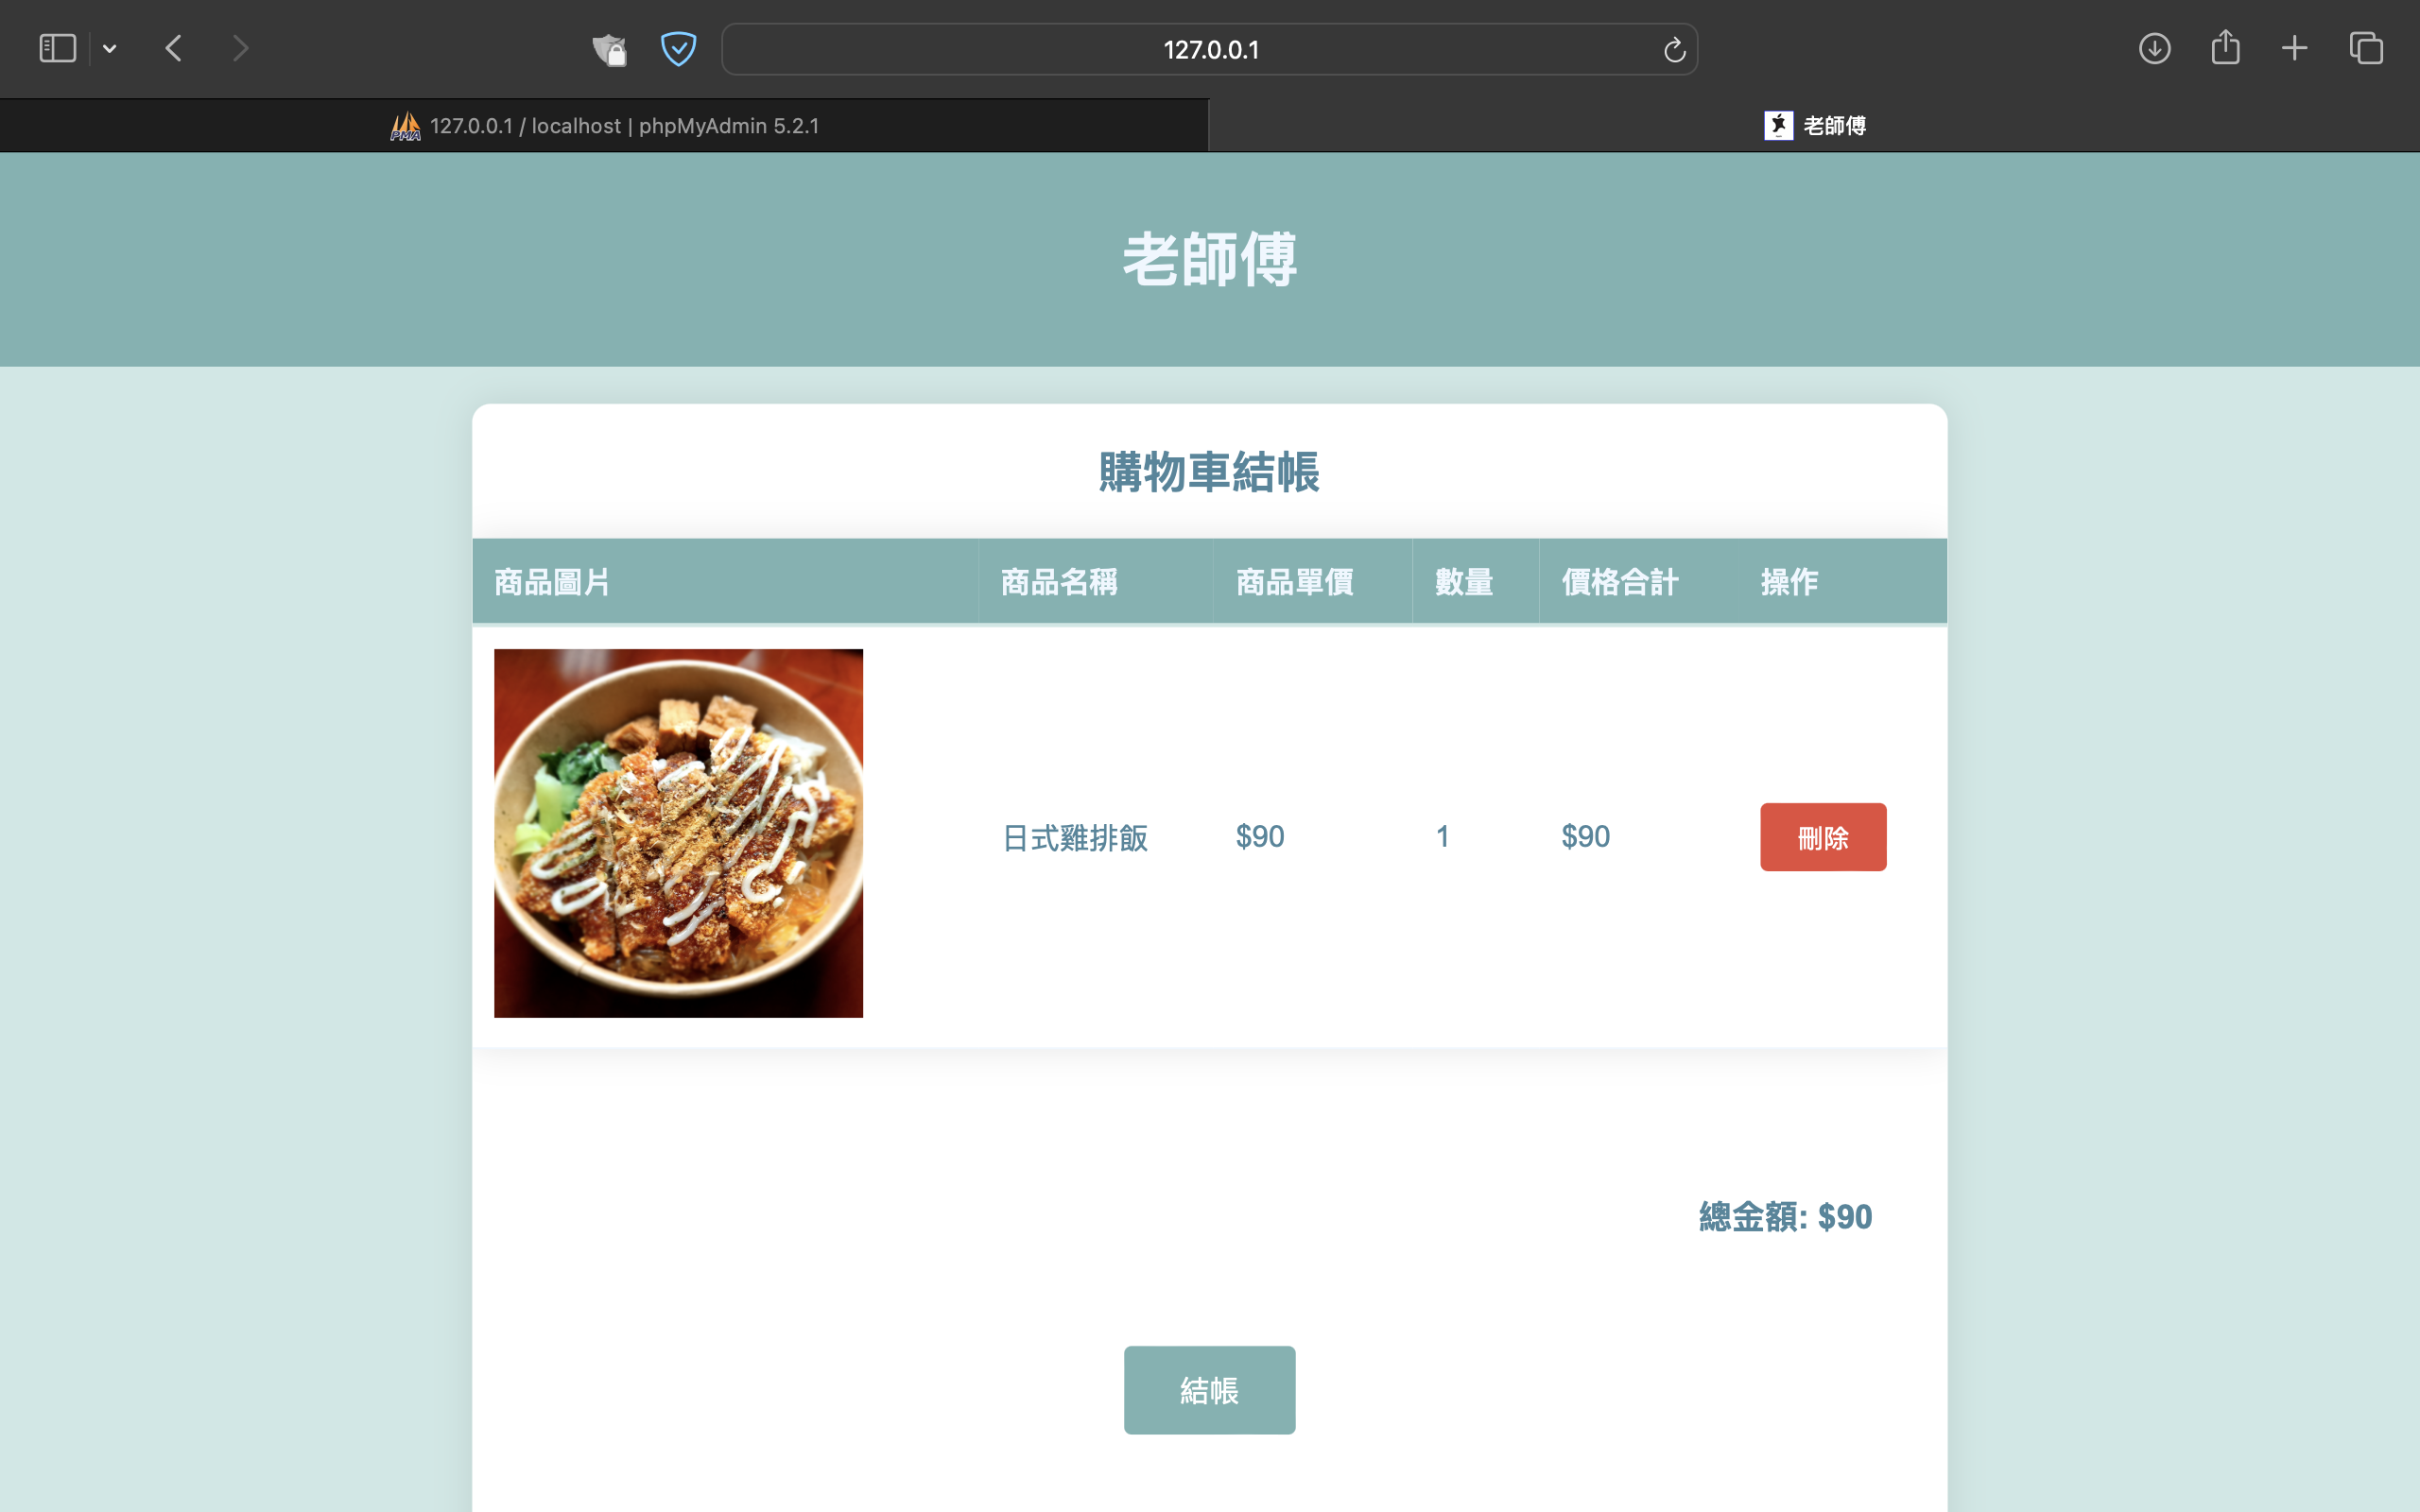 127.0.0.1
PMA 127.0.0.1 / localhost | phpMyAdmin 5.2.1
老師傅
老師傅
購物車結帳
商品圖片 商品名稱 商品單價 數量 價格合計 操作
日式雞排飯 $90 1 $90 刪除
總金額: $90
結帳